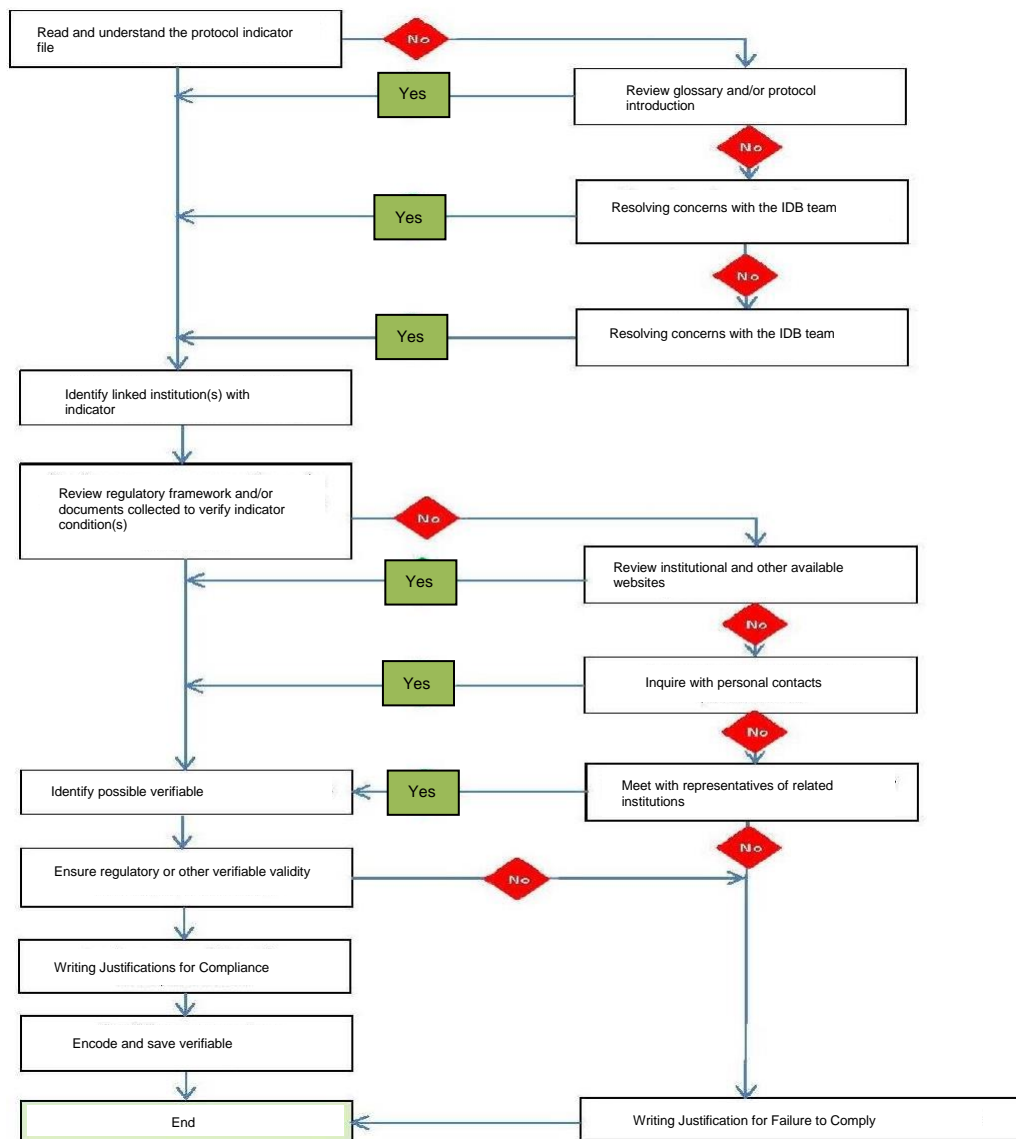 Read and understand the protocol indicator
file
No
Yes
Review glossary and/or protocol
introduction
No
Yes
Resolving concerns with the IDB team
No
Yes
Resolving concerns with the IDB team
Identify linked institution(s) with
indicator
Review regulatory framework and/or
documents collected to verify indicator
condition(s)
No
Yes
Review institutional and other available
websites
No
Yes
Inquire with personal contacts
No
Identify possible verifiable
Yes
Meet with representatives of related
institutions
No
Ensure regulatory or other verifiable validity
No
Writing Justifications for Compliance
Encode and save verifiable
End
Writing Justification for Failure to Comply